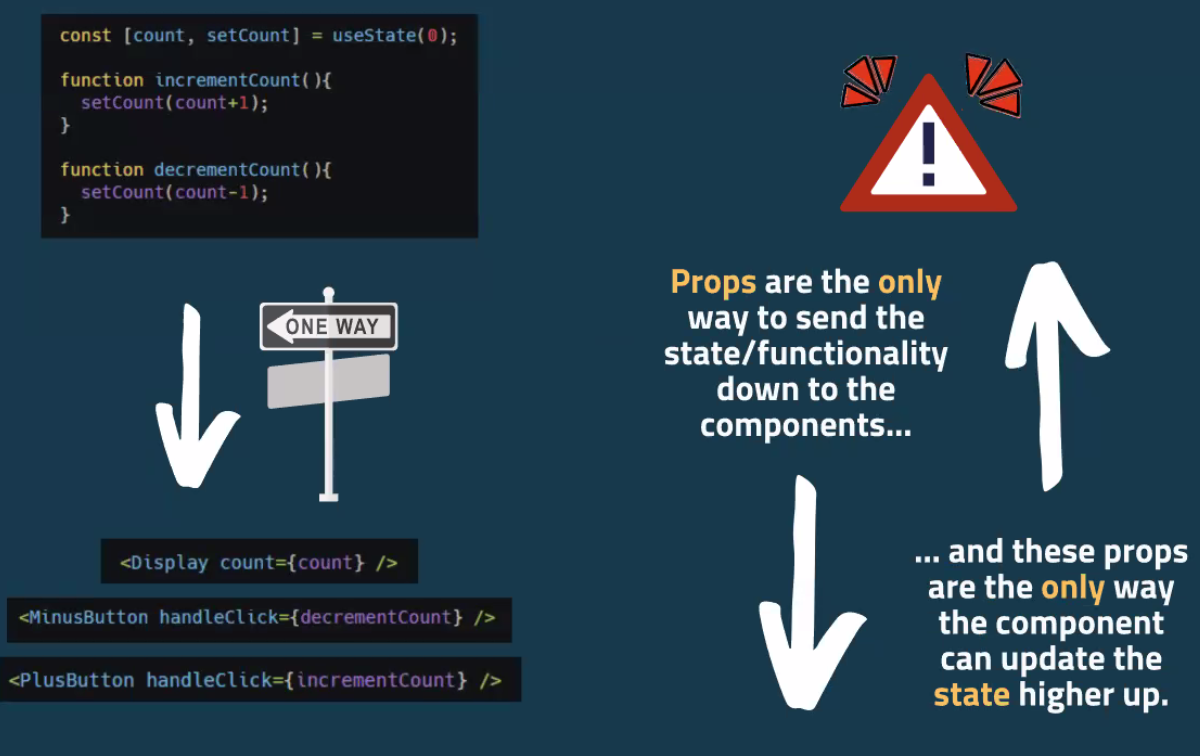 const [count, setCount] = useState(0);
function incrementCount(){
setCount(count+1);
}
function decrementCount(){
setCount(count-1);
}
ONE WAY
<Display count={count} />
<MinusButton handleClick={decrementCount} />
<PlusButton handleClick={incrementCount} />
!
Props are the only
way to send the
state/functionality
down to the
components...
... and these props
are the only way
the component
can update the
state higher up.